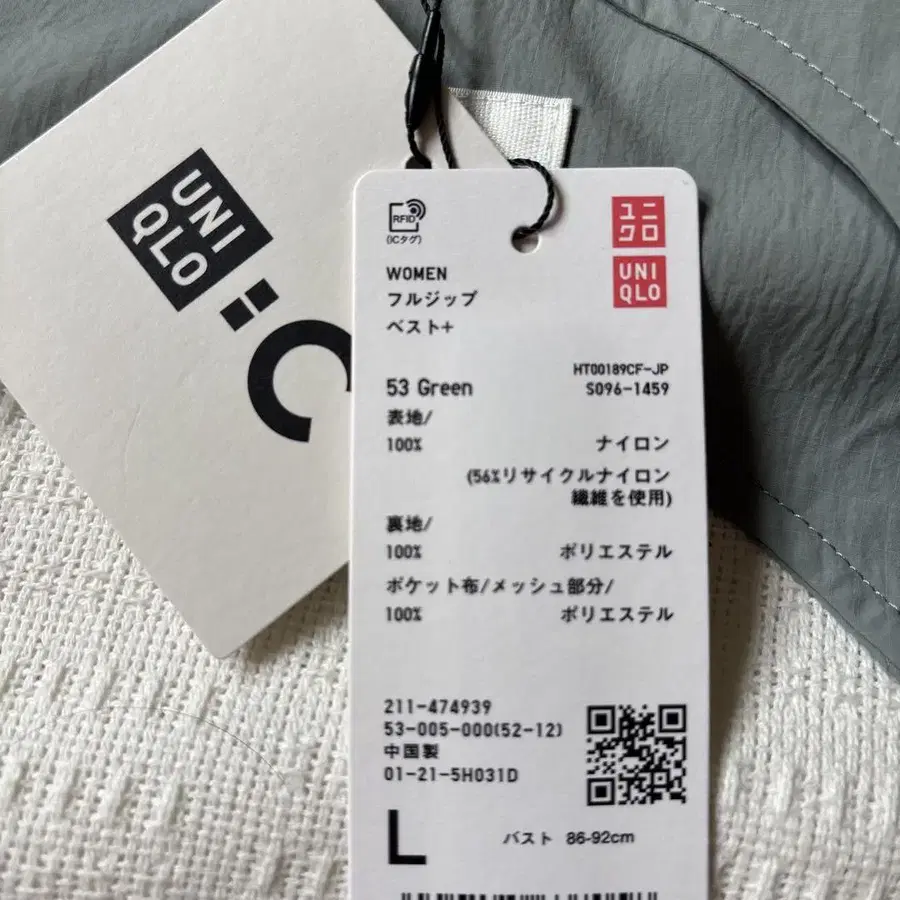 UNI
QLO
:C
RFID
(ICタグ)
ユニ
クロ
UNI
QLO
WOMEN
フルジップ
ベスト+
HT00189CF-JP
53 Green
S096-1459
表地/
100% ナイロン
(56%リサイクルナイロン
繊維を使用)
裏地/
100% ポリエステル
ポケット布/メッシュ部分/
100% ポリエステル
211-474939
53-005-000(52-12)
中国製
01-21-5H031D
L バスト 86-92cm